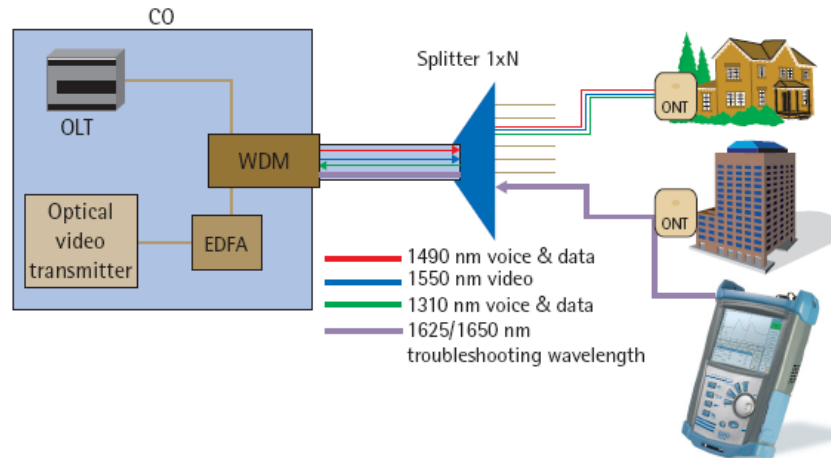 CO
OLT
WDM
Optical
video
transmitter
EDFA
Splitter 1xN
ONT
ONT
1490 nm voice & data
1550 nm video
1310 nm voice & data
1625/1650 nm
troubleshooting wavelength